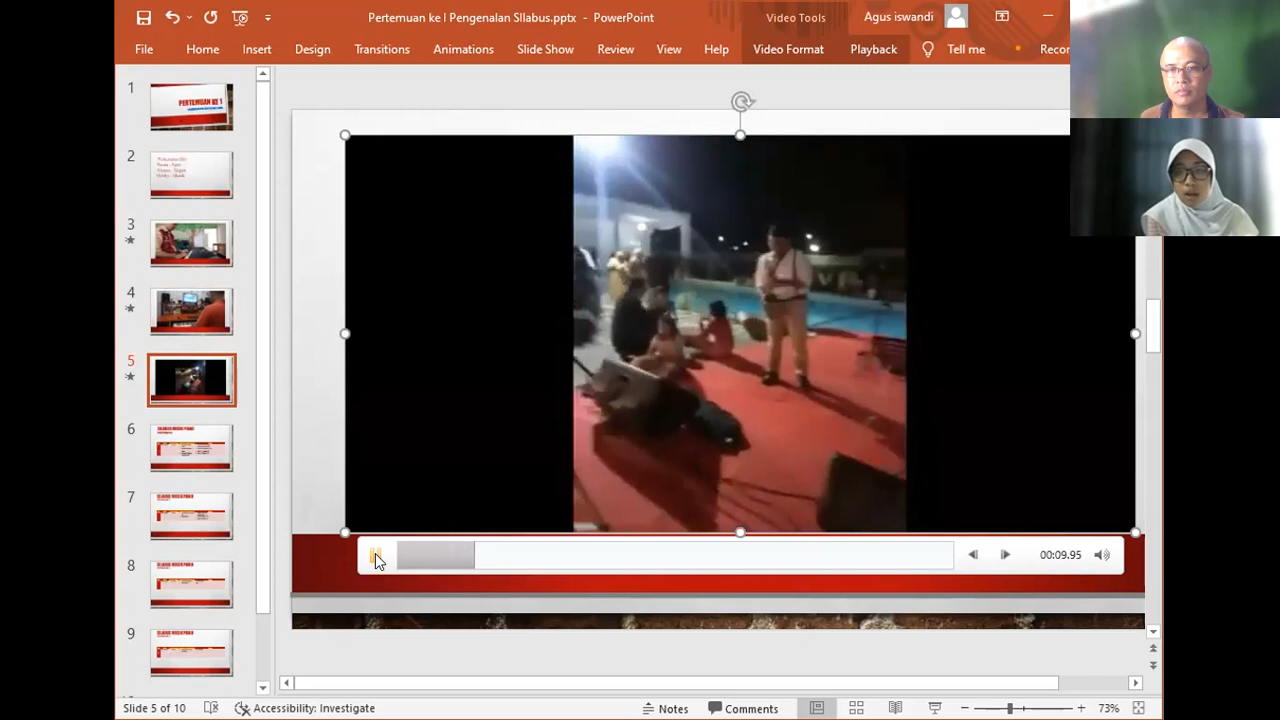 Pertemuan ke I Pengenalan SIlabus.pptx - PowerPoint
Video Tools
Agus iswandi
File Home Insert Design Transitions Animations Slide Show Review View Help Video Format Playback Tell me Recor
1
PERTEMUAN KE 1
2
3
4
5
6
7
8
9
00:09.95
Slide 5 of 10
Accessibility: Investigate
Notes
Comments
73%